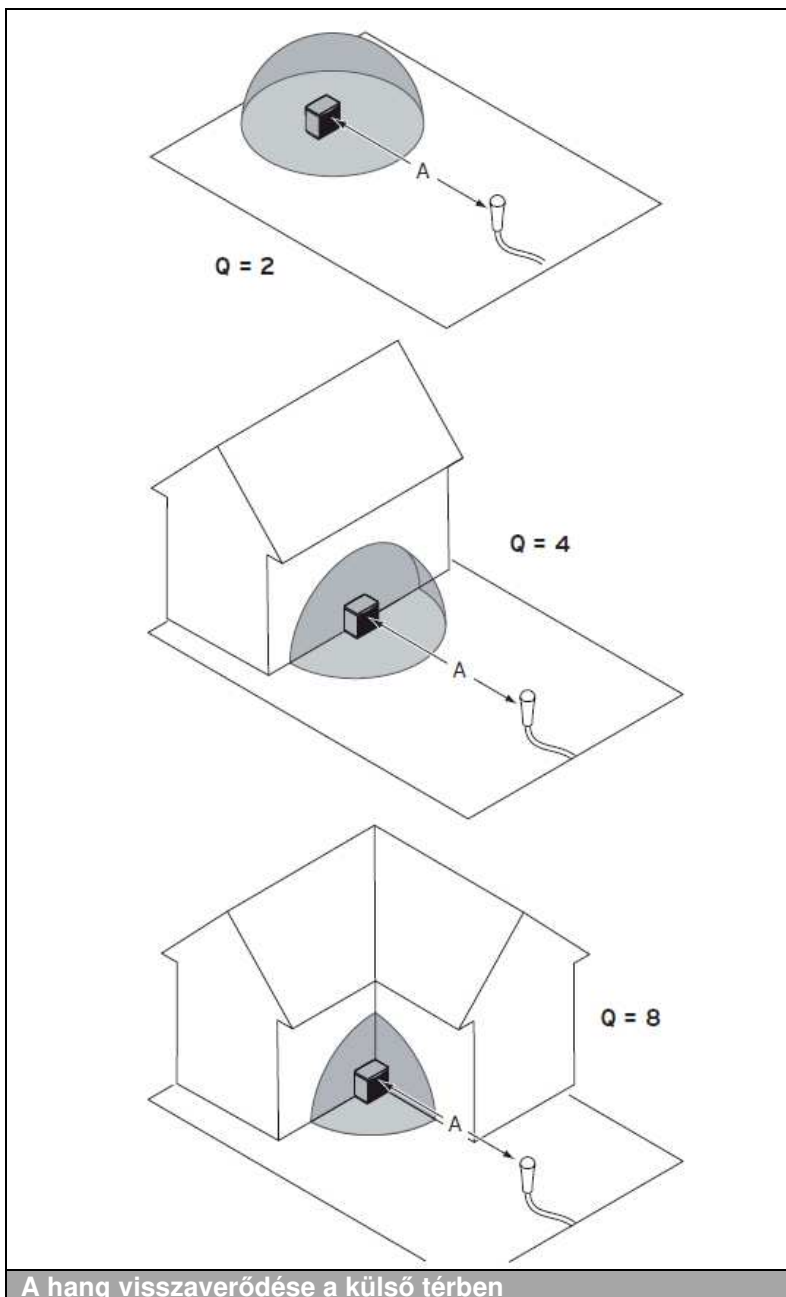 A
Q = 2
Q = 4
A
Q = 8
A
A hang visszaverődése a külső térben